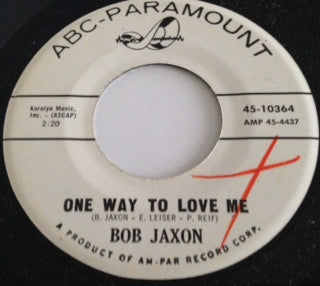 ABC-PARAMOUNT
Karolyn Music,
Inc. - (ASCAP)
2:20
45-10364
AMP 45-4437
ONE WAY TO LOVE ME
(B. JAXON - E. LEISER - P. REIF)
BOB JAXON
A PRODUCT OF AM-PAR RECORD CORP.